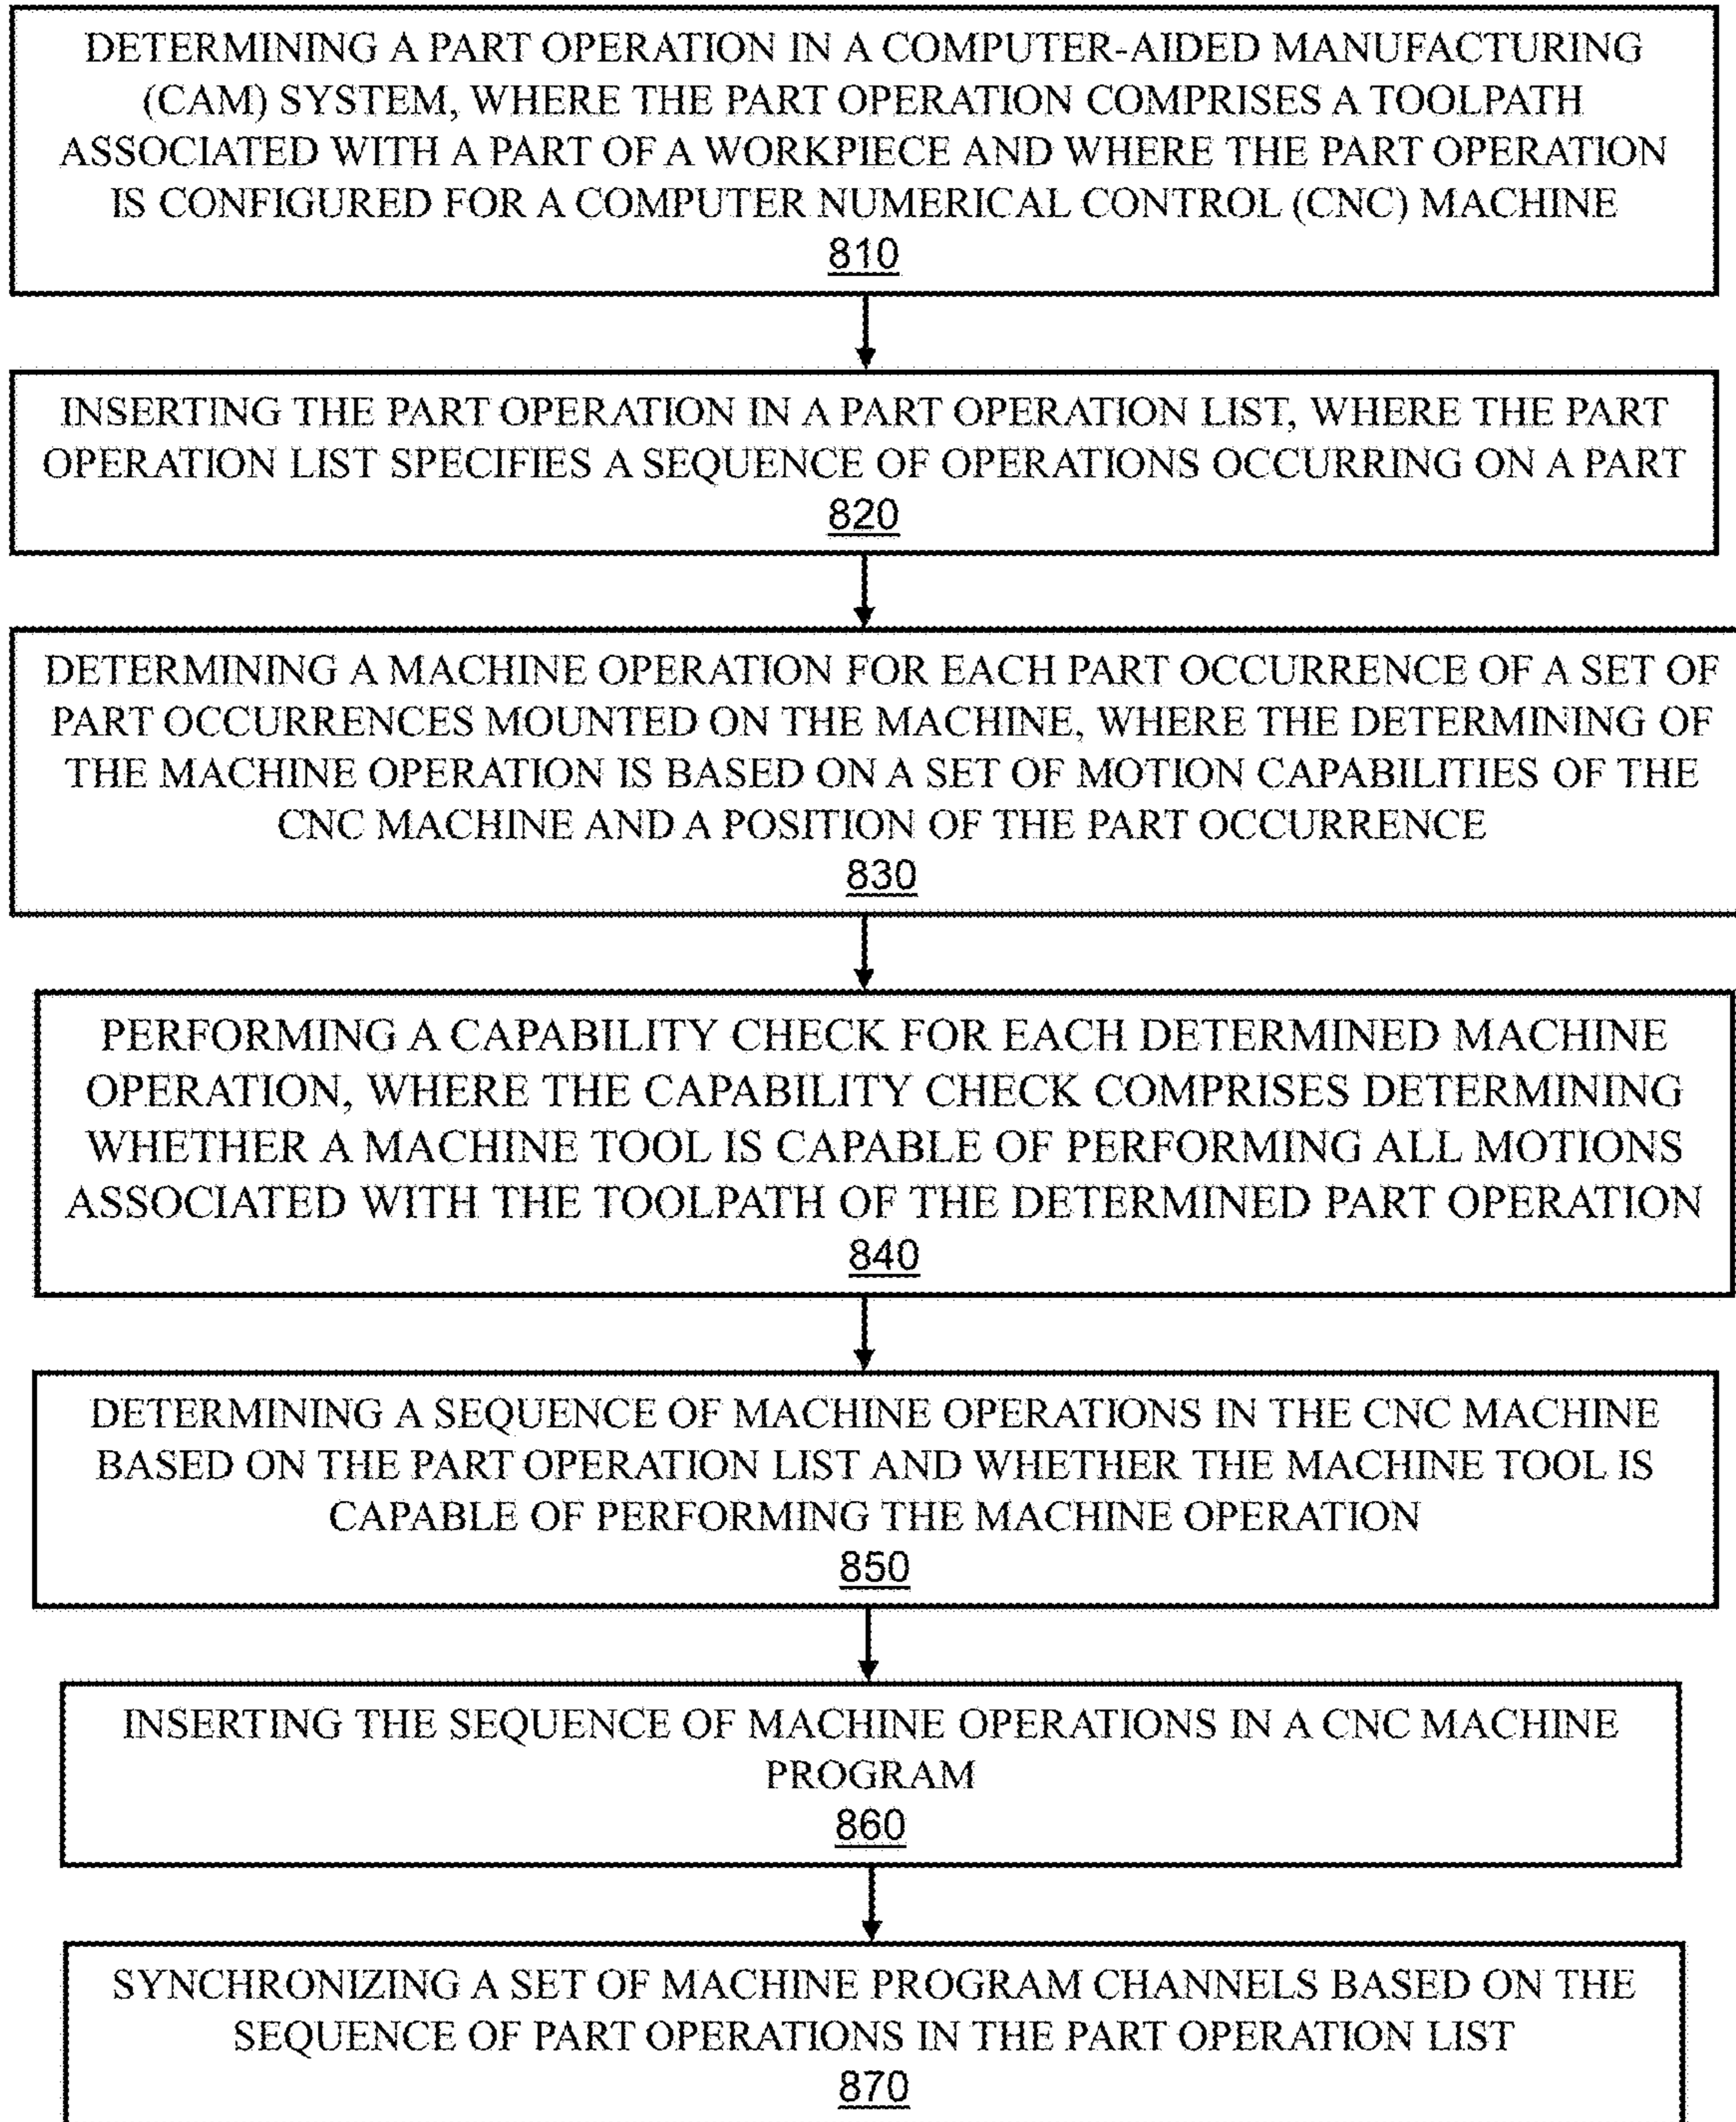 DETERMINING A PART OPERATION IN A COMPUTER-AIDED MANUFACTURING
(CAM) SYSTEM, WHERE THE PART OPERATION COMPRISES A TOOLPATH
ASSOCIATED WITH A PART OF A WORKPIECE AND WHERE THE PART OPERATION
IS CONFIGURED FOR A COMPUTER NUMERICAL CONTROL (CNC) MACHINE
810
INSERTING THE PART OPERATION IN A PART OPERATION LIST, WHERE THE PART
OPERATION LIST SPECIFIES A SEQUENCE OF OPERATIONS OCCURRING ON A PART
820
DETERMINING A MACHINE OPERATION FOR EACH PART OCCURRENCE OF A SET OF
PART OCCURRENCES MOUNTED ON THE MACHINE, WHERE THE DETERMINING OF
THE MACHINE OPERATION IS BASED ON A SET OF MOTION CAPABILITIES OF THE
CNC MACHINE AND A POSITION OF THE PART OCCURRENCE
830
PERFORMING A CAPABILITY CHECK FOR EACH DETERMINED MACHINE
OPERATION, WHERE THE CAPABILITY CHECK COMPRISES DETERMINING
WHETHER A MACHINE TOOL IS CAPABLE OF PERFORMING ALL MOTIONS
ASSOCIATED WITH THE TOOLPATH OF THE DETERMINED PART OPERATION
840
DETERMINING A SEQUENCE OF MACHINE OPERATIONS IN THE CNC MACHINE
BASED ON THE PART OPERATION LIST AND WHETHER THE MACHINE TOOL IS
CAPABLE OF PERFORMING THE MACHINE OPERATION
850
INSERTING THE SEQUENCE OF MACHINE OPERATIONS IN A CNC MACHINE
PROGRAM
860
SYNCHRONIZING A SET OF MACHINE PROGRAM CHANNELS BASED ON THE
SEQUENCE OF PART OPERATIONS IN THE PART OPERATION LIST
870